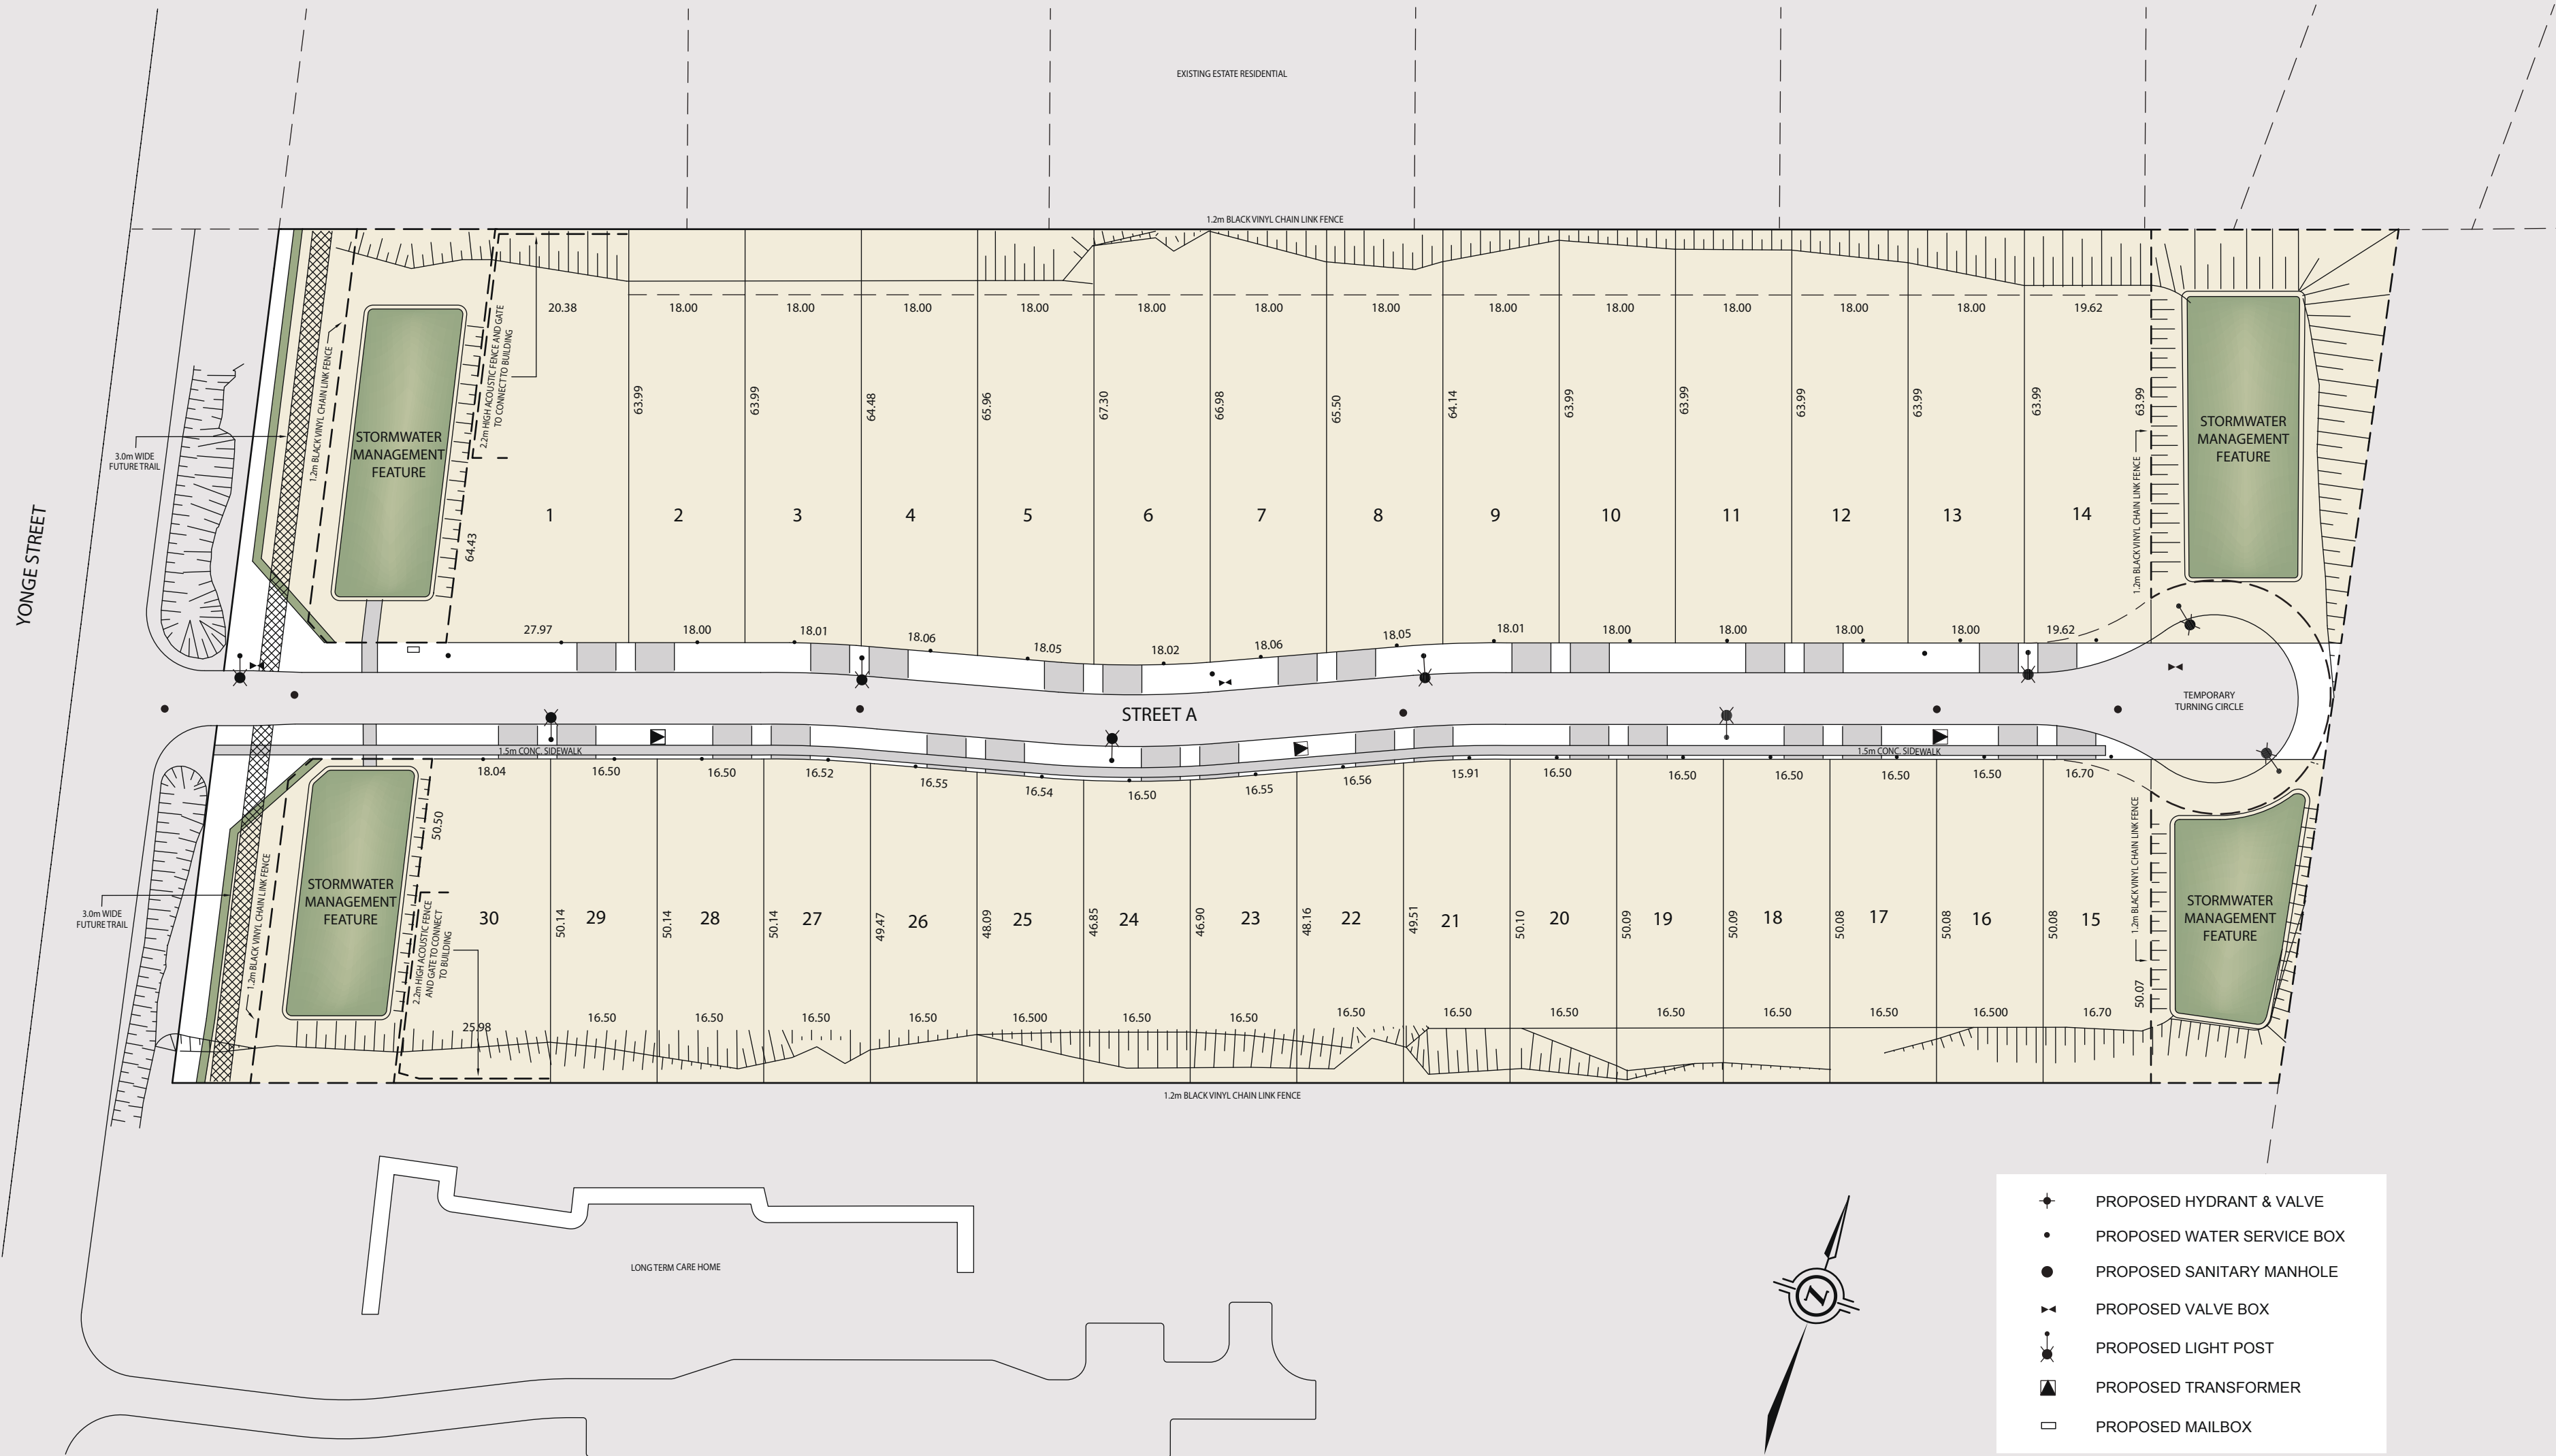 EXISTING ESTATE RESIDENTIAL
1.2m BLACK VINYL CHAIN LINK FENCE
YONGE STREET
3.0m WIDE
FUTURE TRAIL
1.2m BLACK VINYL CHAIN LINK FENCE
STORMWATER
MANAGEMENT
FEATURE
2.2m HIGH ACOUSTIC FENCE AND GATE
TO CONNECT TO BUILDING
64.43
20.38
18.00
18.00
18.00
18.00
18.00
18.00
18.00
18.00
18.00
18.00
18.00
18.00
19.62
63.99
63.99
64.48
65.96
67.30
66.98
65.50
64.14
63.99
63.99
63.99
63.99
63.99
63.99
1
2
3
4
5
6
7
8
9
10
11
12
13
14
1.2m BLACK VINYL CHAIN LINK FENCE
STORMWATER
MANAGEMENT
FEATURE
27.97
18.00
18.01
18.06
18.05
18.02
18.06
18.05
18.01
18.00
18.00
18.00
18.00
19.62
STREET A
TEMPORARY
TURNING CIRCLE
1.5m CONC. SIDEWALK
1.5m CONC. SIDEWALK
18.04
16.50
16.50
16.52
16.55
16.54
16.50
16.55
16.56
15.91
16.50
16.50
16.50
16.50
16.50
16.70
3.0m WIDE
FUTURE TRAIL
1.2m BLACK VINYL CHAIN LINK FENCE
STORMWATER
MANAGEMENT
FEATURE
50.50
2.2m HIGH ACOUSTIC FENCE
AND GATE TO CONNECT
TO BUILDING
30
29
28
27
26
25
24
23
22
21
20
19
18
17
16
15
50.14
50.14
50.14
49.47
48.09
46.85
46.90
48.16
49.51
50.10
50.09
50.09
50.08
50.08
50.08
50.07
1.2m BLACK VINYL CHAIN LINK FENCE
STORMWATER
MANAGEMENT
FEATURE
25.98
16.50
16.50
16.50
16.50
16.500
16.50
16.50
16.50
16.50
16.50
16.50
16.50
16.50
16.500
16.70
1.2m BLACK VINYL CHAIN LINK FENCE
LONG TERM CARE HOME
N
PROPOSED HYDRANT & VALVE
PROPOSED WATER SERVICE BOX
PROPOSED SANITARY MANHOLE
PROPOSED VALVE BOX
PROPOSED LIGHT POST
PROPOSED TRANSFORMER
PROPOSED MAILBOX